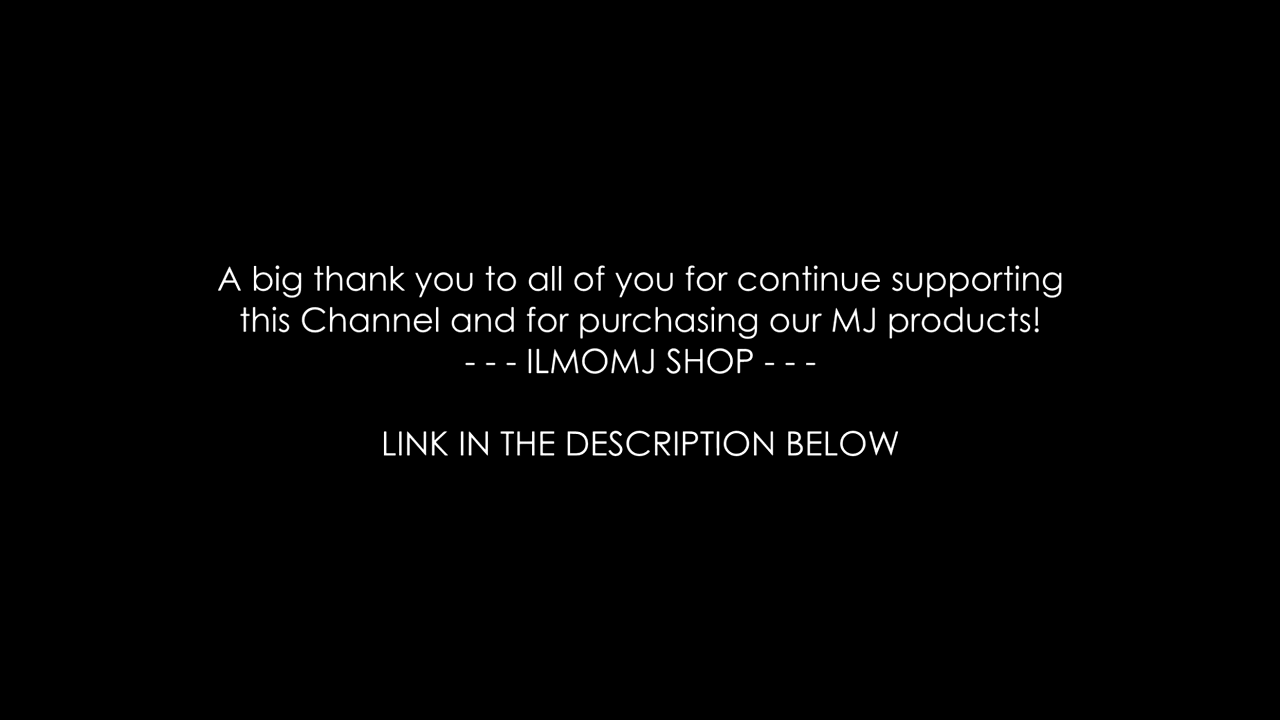 A big thank you to all of you for continue supporting
this Channel and for purchasing our MJ products!
- - - ILMOMJ SHOP - - -
LINK IN THE DESCRIPTION BELOW